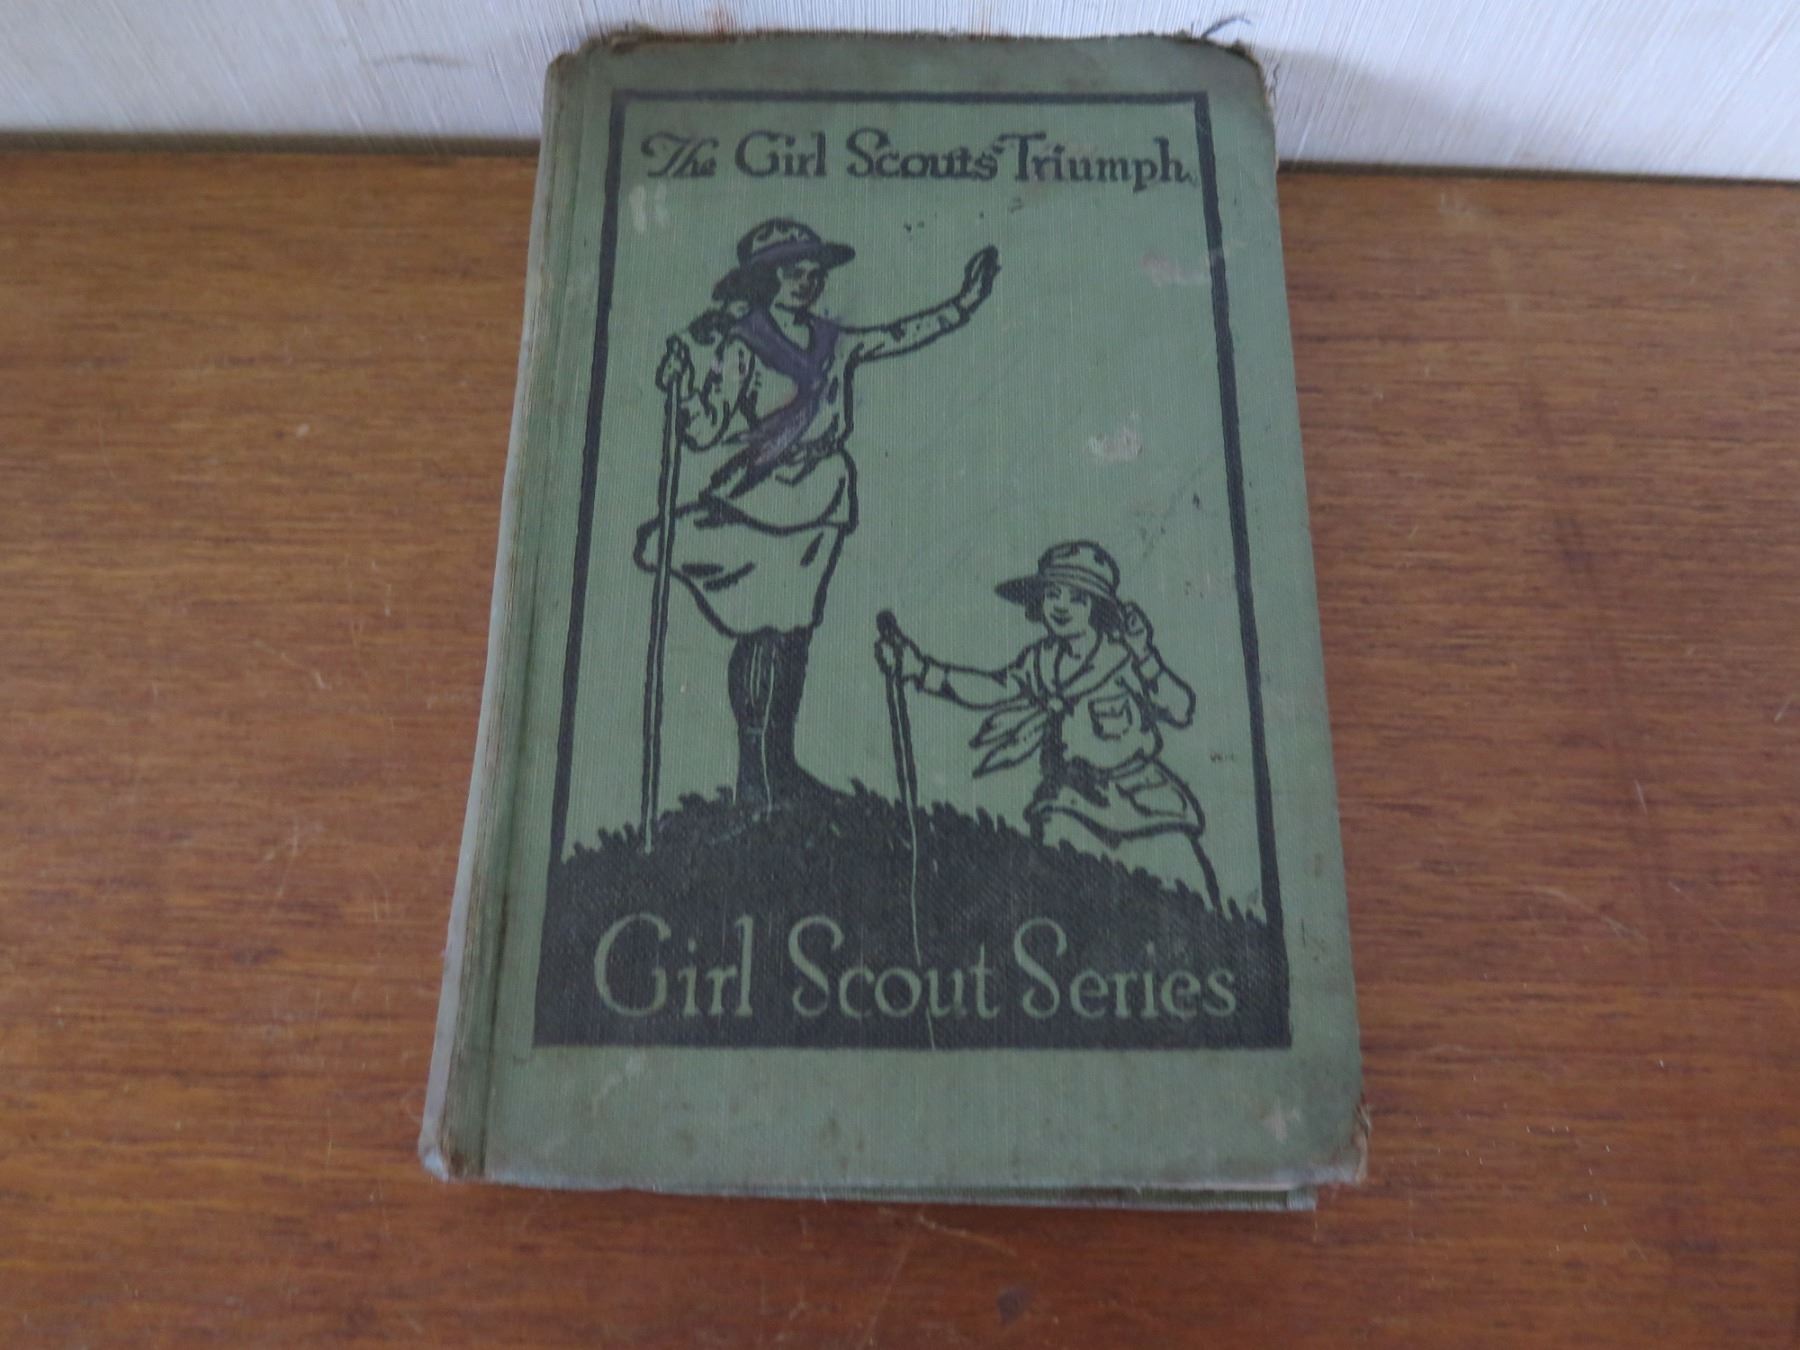 The Girl Scouts' Triumph
Girl Scout Series